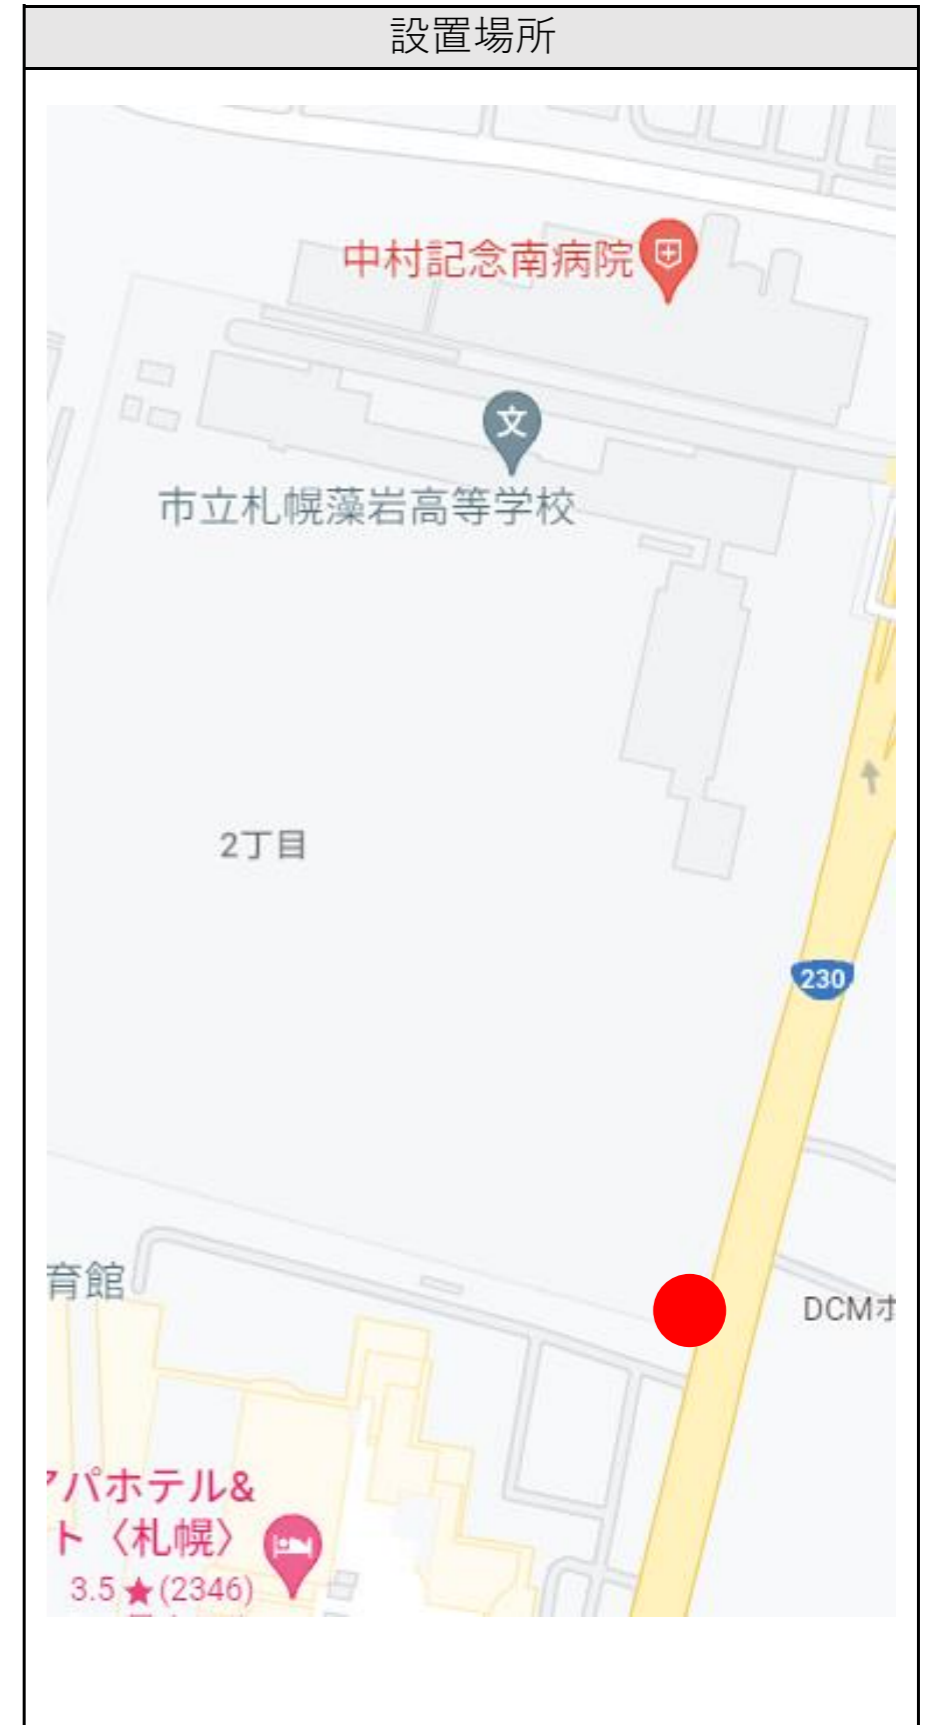 設置場所
中村記念南病院
文
市立札幌藻岩高等学校
2丁目
230
育館
DCMホ
アパホテル&
ト〈札幌〉
3.5★(2346)